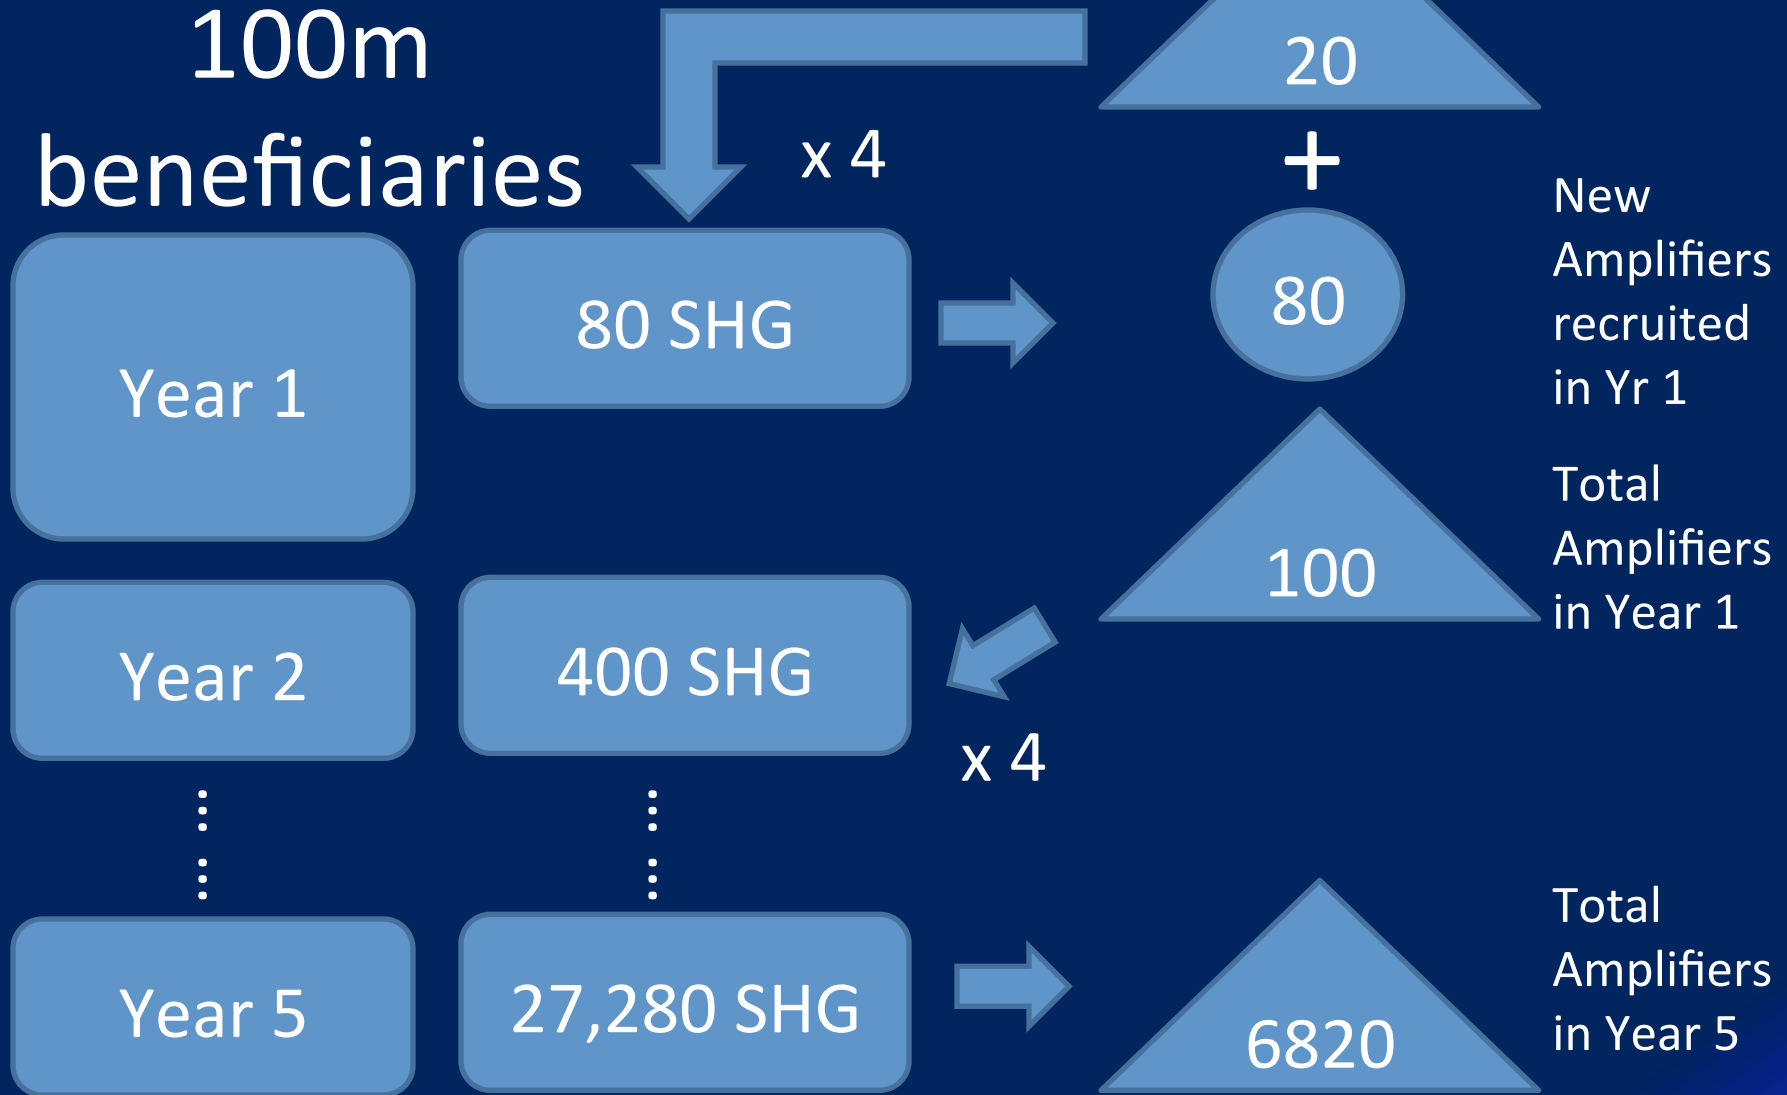 100m
beneficiaries
20
x 4
+
New
Amplifiers
recruited
in Yr 1
80 SHG
80
Year 1
Total
Amplifiers
in Year 1
100
Year 2
400 SHG
x 4
Total
Amplifiers
in Year 5
Year 5
27,280 SHG
6820